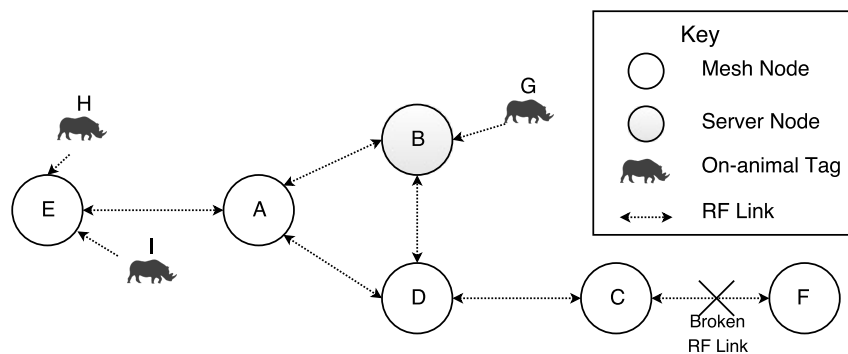 Key
Mesh Node
Server Node
On-animal Tag
RF Link
H
G
B
E
A
I
D
C
F
Broken
RF Link